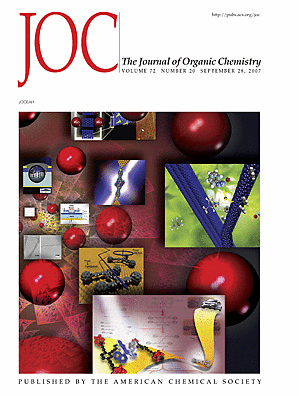 http://pubs.acs.org/joc
JOC
The Journal of Organic Chemistry
VOLUME 72 NUMBER 20 SEPTEMBER 28, 2007
JOCEAH
PUBLISHED BY THE AMERICAN CHEMICAL SOCIETY